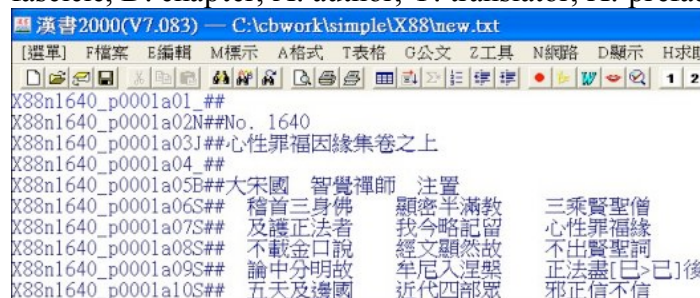 漢書2000(V7.083) — C:\cbwork\simple\X88\new.txt
[選單] F檔案 E編輯 M標示 A格式 T表格 G公文 Z工具 N網路 D顯示 H求助
X88n1640_p0001a01_##
X88n1640_p0001a02N##No. 1640
X88n1640_p0001a03J##心性罪福因緣集卷之上
X88n1640_p0001a04_##
X88n1640_p0001a05B##大宋國 智覺禪師 注置
X88n1640_p0001a06S## 稽首三身佛 顯密半滿教 三乘賢聖僧
X88n1640_p0001a07S## 及護正法者 我今略記留 心性罪福緣
X88n1640_p0001a08S## 不載金口說 經文顯然故 不出賢聖詞
X88n1640_p0001a09S## 論中分明故 牟尼入涅槃 正法盡[已>已]後
X88n1640_p0001a10S## 五天及邊國 近代四部眾 邪正信不信